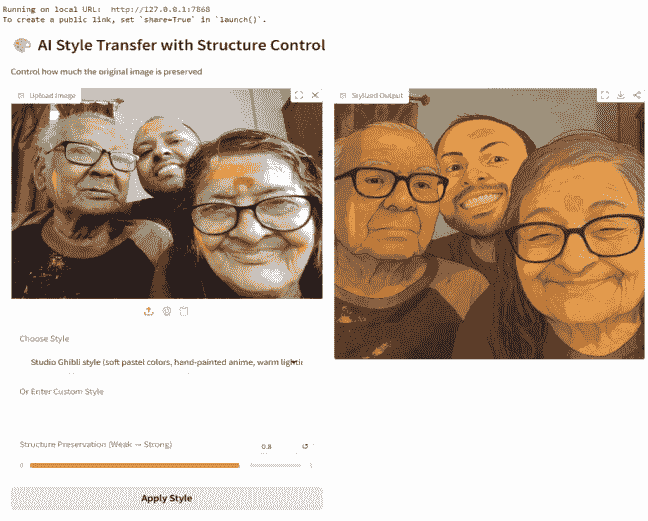 Running on local URL: http://127.0.0.1:7868
To create a public link, set `share=True` in `launch()`.
AI Style Transfer with Structure Control
Control how much the original image is preserved
Upload Image
Stylized Output
Choose Style
Studio Ghibli style (soft pastel colors, hand-painted anime, warm lightin
Or Enter Custom Style
Structure Preservation (Weak → Strong)
0.8
0
1
Apply Style